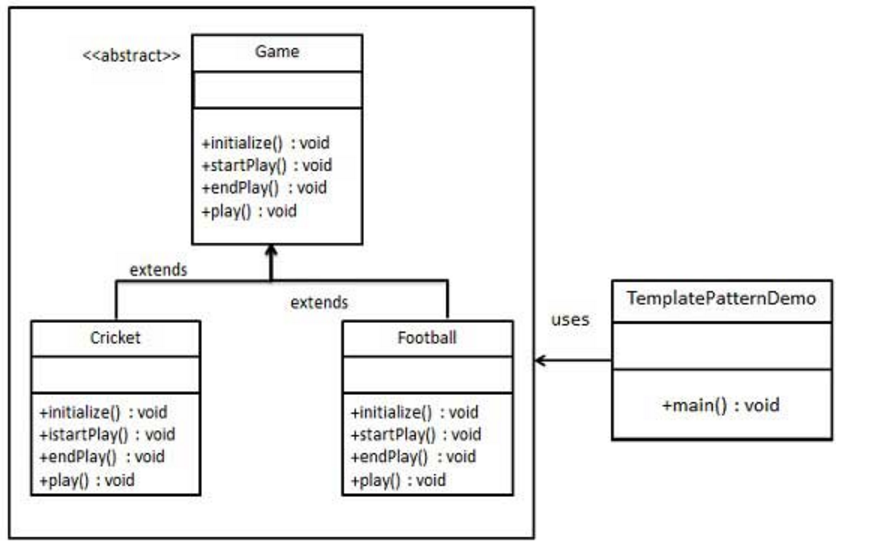 <<abstract>>
Game
+initialize() : void
+startPlay() : void
+endPlay() : void
+play() : void
extends
extends
Cricket
+initialize() : void
+istartPlay() : void
+endPlay() : void
+play() : void
Football
+initialize() : void
+startPlay() : void
+endPlay() : void
+play() : void
uses
TemplatePatternDemo
+main() : void